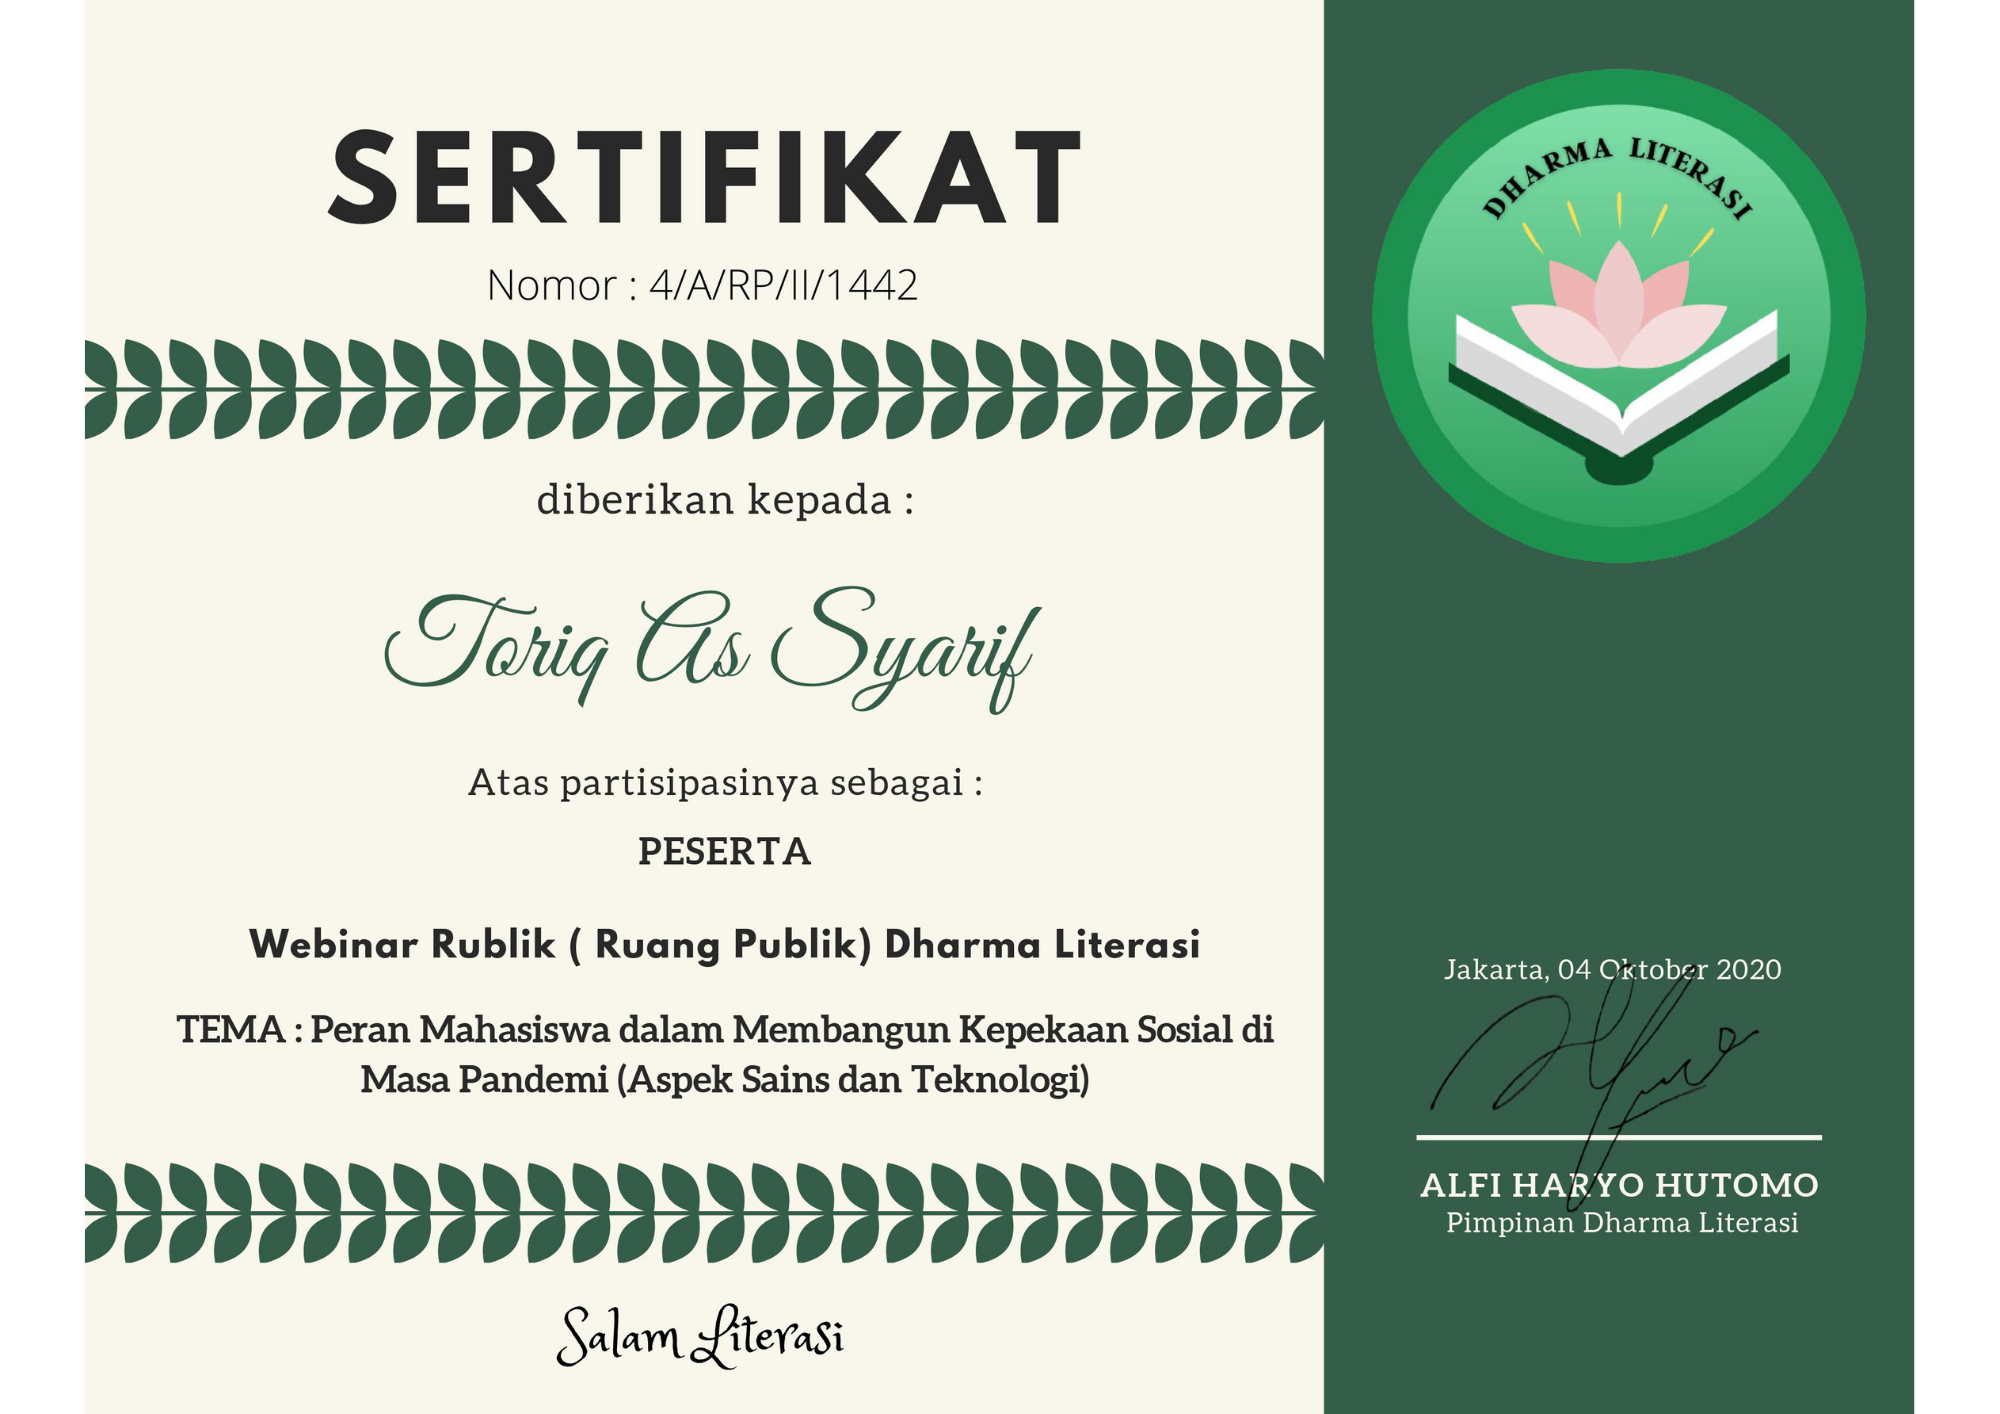 SERTIFIKAT
Nomor : 4/A/RP/II/1442
diberikan kepada :
Toriq As Syarif
Atas partisipasinya sebagai :
PESERTA
Webinar Rublik ( Ruang Publik) Dharma Literasi
TEMA : Peran Mahasiswa dalam Membangun Kepekaan Sosial di
Masa Pandemi (Aspek Sains dan Teknologi)
Salam Literasi
DHARMA LITERASI
Jakarta, 04 Oktober 2020
ALFI HARYO HUTOMO
Pimpinan Dharma Literasi